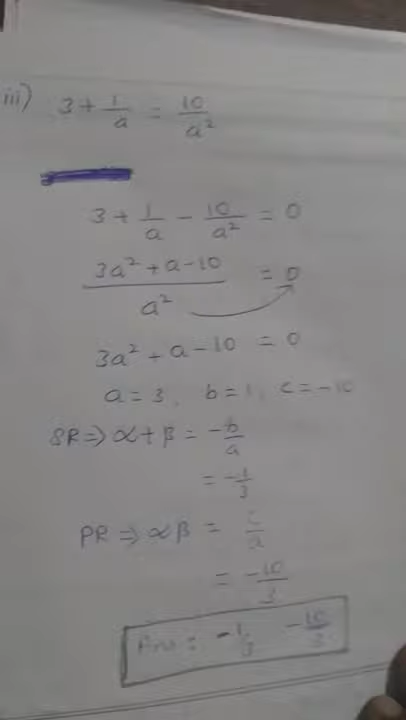 iii) 3 + 1/a = 10/a²
3 + 1/a - 10/a² = 0
3a² + a - 10 / a² = 0
3a² + a - 10 = 0
a = 3, b = 1, c = -10
SR ⇒ α + β = -b/a
= -1/3
PR ⇒ αβ = c/a
= -10/3
Ans : -1/3 -10/3